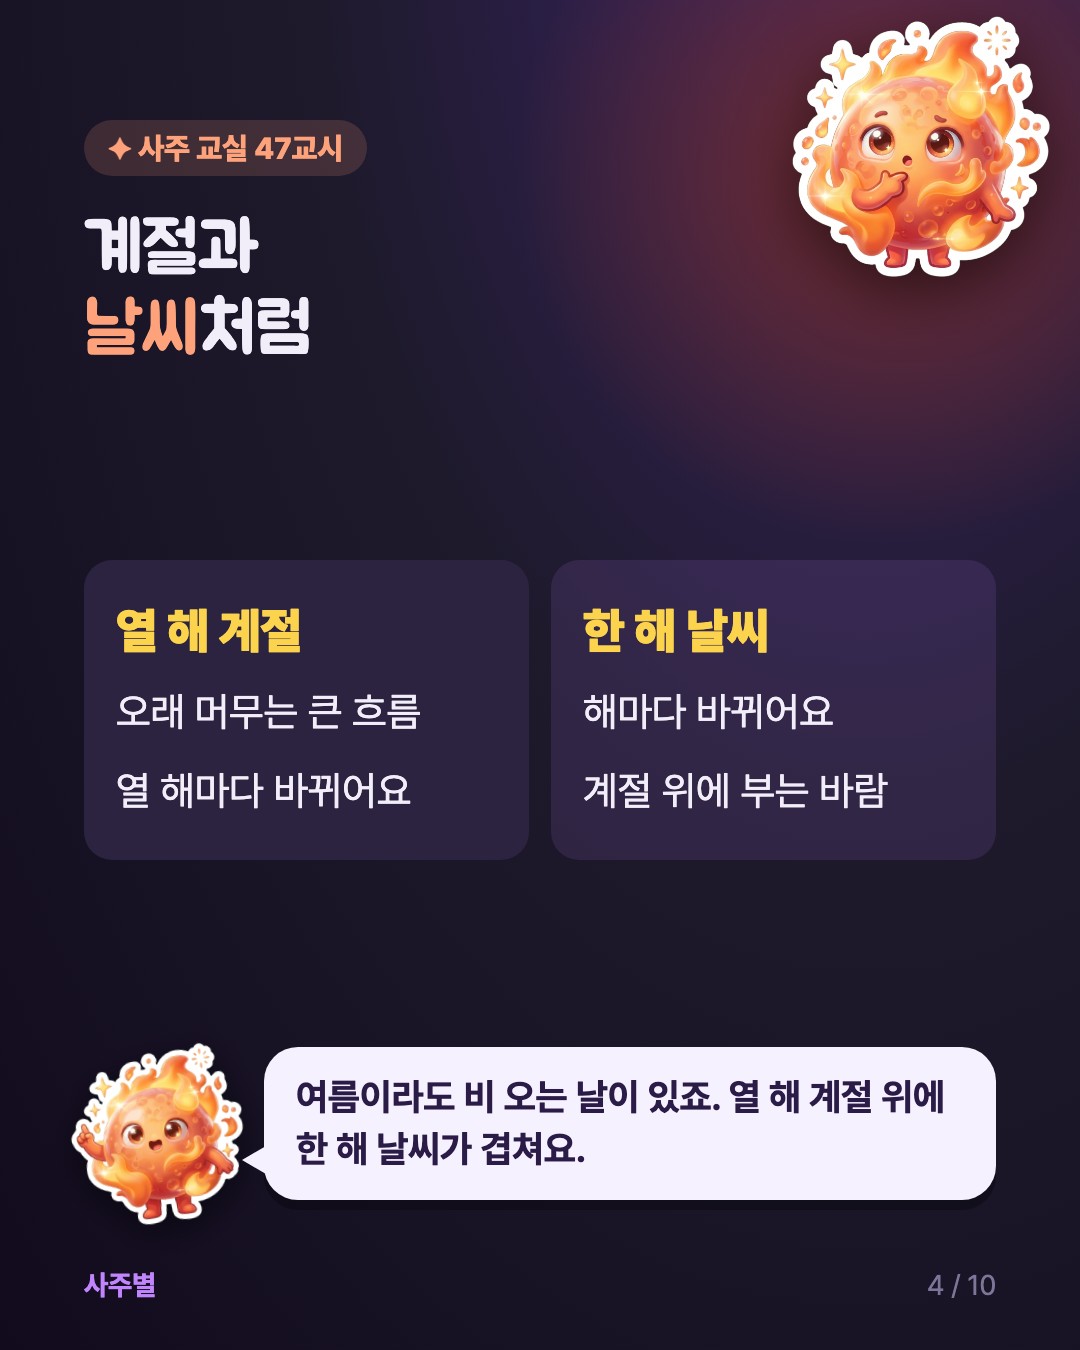 사주 교실 47교시
계절과
날씨처럼
열 해 계절
오래 머무는 큰 흐름
열 해마다 바뀌어요
한 해 날씨
해마다 바뀌어요
계절 위에 부는 바람
여름이라도 비 오는 날이 있죠. 열 해 계절 위에
한 해 날씨가 겹쳐요.
사주별
4 / 10